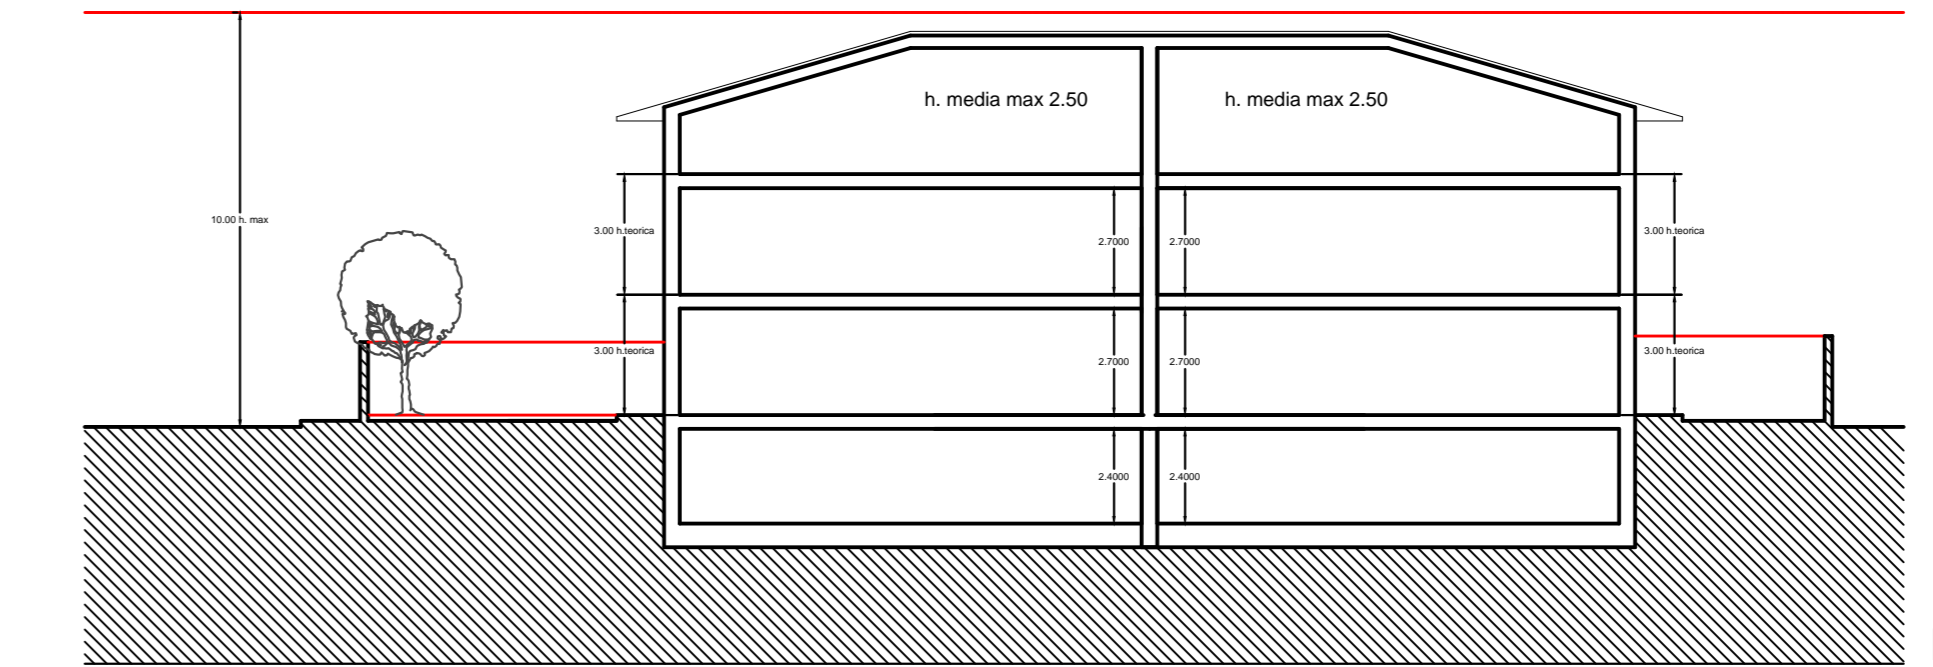 h. media max 2.50
h. media max 2.50
10.00 h. max
3.00 h.teorica
2.7000
2.7000
3.00 h.teorica
3.00 h.teorica
2.7000
2.7000
3.00 h.teorica
2.4000
2.4000